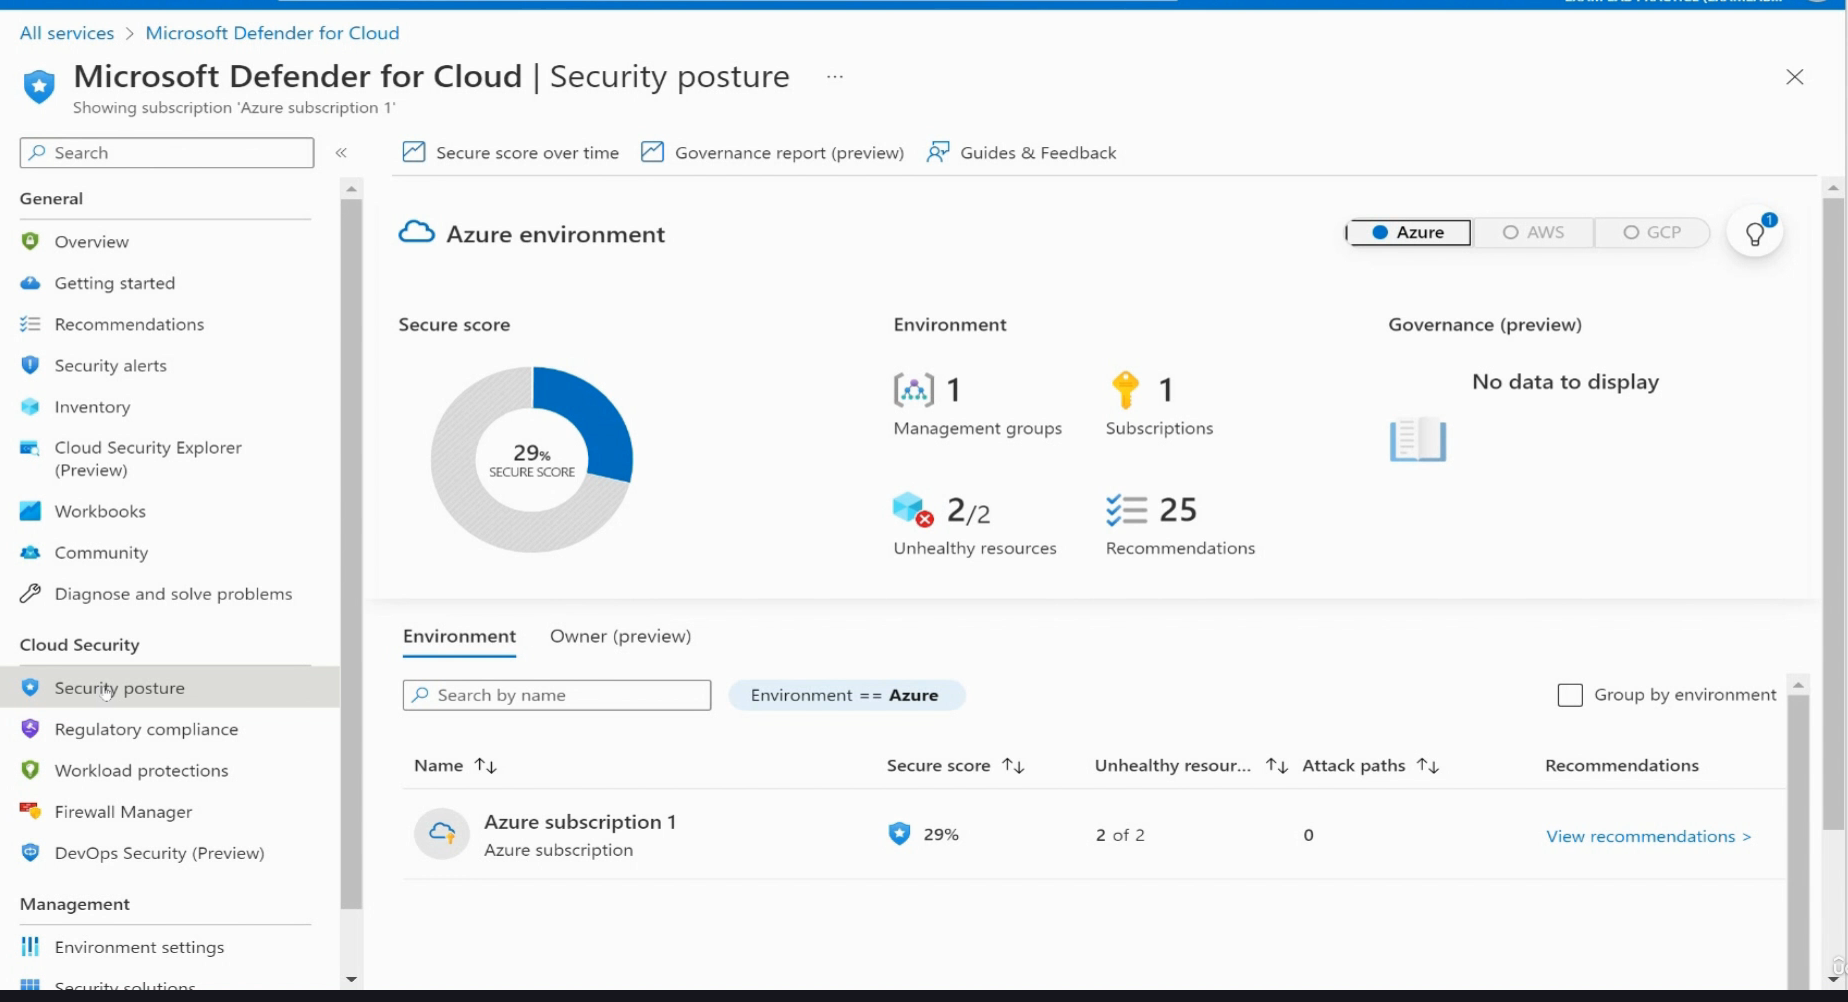 All services > Microsoft Defender for Cloud
Microsoft Defender for Cloud | Security posture ...
Showing subscription 'Azure subscription 1'
Search
«
Secure score over time
Governance report (preview)
Guides & Feedback
General
Overview
Getting started
Recommendations
Security alerts
Inventory
Cloud Security Explorer
(Preview)
Workbooks
Community
Diagnose and solve problems
Cloud Security
Security posture
Regulatory compliance
Workload protections
Firewall Manager
DevOps Security (Preview)
Management
Environment settings
Security solutions
Azure environment
Azure
AWS
GCP
1
Secure score
29%
SECURE SCORE
Environment
1
Management groups
1
Subscriptions
2/2
Unhealthy resources
25
Recommendations
Governance (preview)
No data to display
Environment
Owner (preview)
Search by name
Environment == Azure
Group by environment
Name ↑↓
Secure score ↑↓
Unhealthy resour... ↑↓
Attack paths ↑↓
Recommendations
Azure subscription 1
Azure subscription
29%
2 of 2
0
View recommendations >